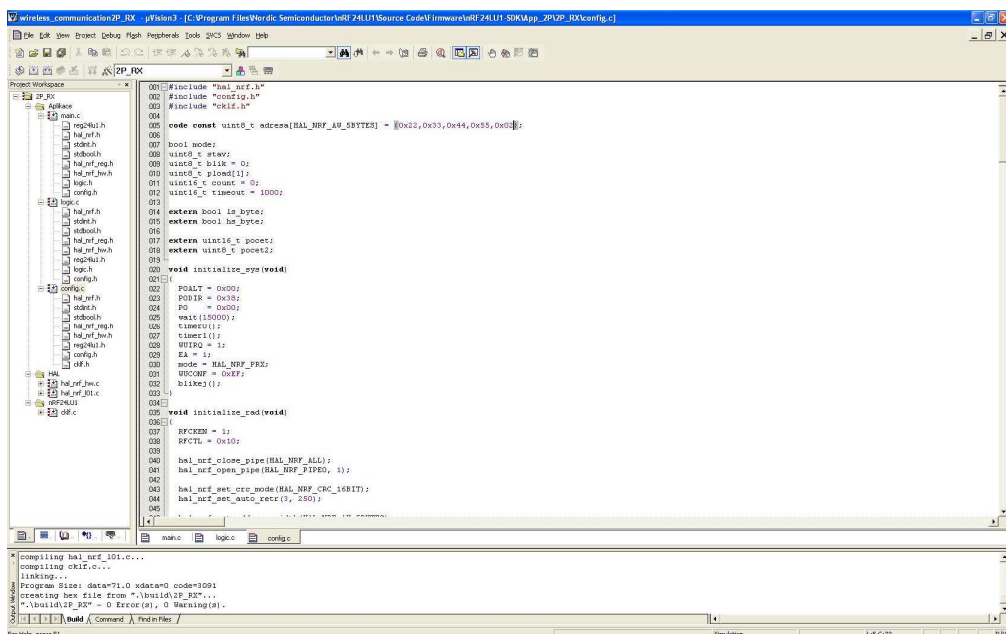 wireless_communication2P_RX - µVision3 - [C:\Program Files\Nordic Semiconductor\nRF24LU1\Source Code\Firmware\nRF24LU1-SDK\App_2P\2P_RX\config.c]
File Edit View Project Debug Flash Peripherals Tools SVCS Window Help
2P_RX
Project Workspace
2P_RX
Aplikace
main.c
reg24lu1.h
hal_nrf.h
stdint.h
stdbool.h
hal_nrf_reg.h
hal_nrf_hw.h
logic.h
config.h
logic.c
hal_nrf.h
stdint.h
stdbool.h
hal_nrf_reg.h
hal_nrf_hw.h
reg24lu1.h
logic.h
config.h
config.c
hal_nrf.h
stdint.h
stdbool.h
hal_nrf_reg.h
hal_nrf_hw.h
reg24lu1.h
config.h
cklf.h
HAL
hal_nrf_hw.c
hal_nrf_l01.c
nRF24LU1
cklf.c
001 #include "hal_nrf.h"
002 #include "config.h"
003 #include "cklf.h"
004
005 code const uint8_t adresa[HAL_NRF_AW_5BYTES] = {0x22,0x33,0x44,0x55,0x02};
006
007 bool mode;
008 uint8_t stav;
009 uint8_t blik = 0;
010 uint8_t pload[1];
011 uint16_t count = 0;
012 uint16_t timeout = 1000;
013
014 extern bool ls_byte;
015 extern bool hs_byte;
016
017 extern uint16_t pocet;
018 extern uint8_t pocet2;
019
020 void initialize_sys(void)
021 {
022 P0ALT = 0x00;
023 P0DIR = 0x38;
024 P0 = 0x00;
025 wait(15000);
026 timer0();
027 timer1();
028 WUIRQ = 1;
029 EA = 1;
030 mode = HAL_NRF_PRX;
031 WUCONF = 0xEF;
032 blikej();
033 }
034
035 void initialize_rad(void)
036 {
037 RFCKEN = 1;
038 RFCTL = 0x10;
039
040 hal_nrf_close_pipe(HAL_NRF_ALL);
041 hal_nrf_open_pipe(HAL_NRF_PIPE0, 1);
042
043 hal_nrf_set_crc_mode(HAL_NRF_CRC_16BIT);
044 hal_nrf_set_auto_retr(3, 250);
045
main.c logic.c config.c
compiling hal_nrf_l01.c...
compiling cklf.c...
linking...
Program Size: data=71.0 xdata=0 code=3091
creating hex file from ".\build\2P_RX"...
".\build\2P_RX" - 0 Error(s), 0 Warning(s).
Output Window
Build Command Find in Files